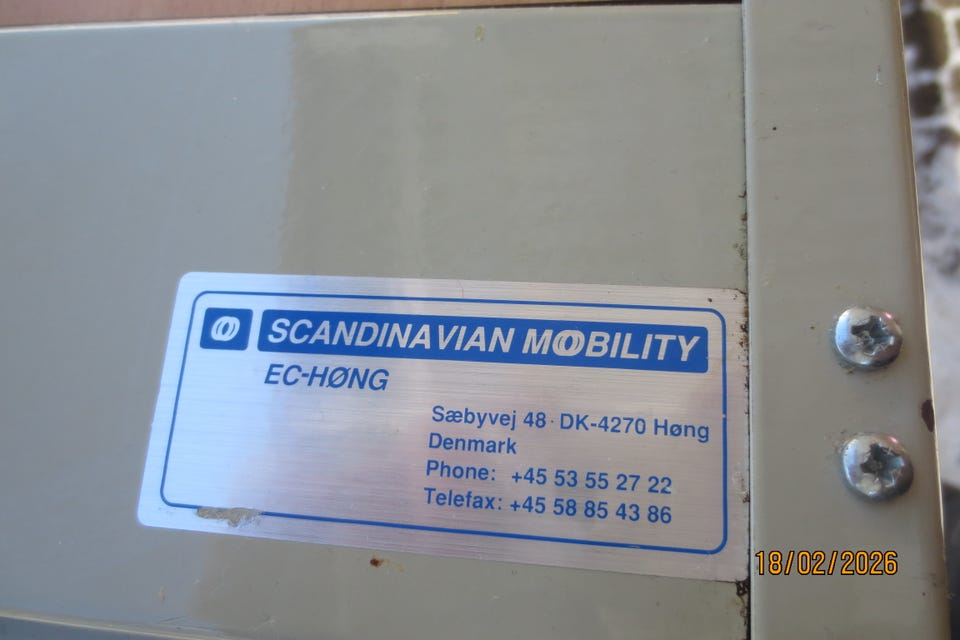 SCANDINAVIAN MOBILITY
EC-HØNG
Sæbyvej 48 · DK-4270 Høng
Denmark
Phone: +45 53 55 27 22
Telefax: +45 58 85 43 86
18/02/2026